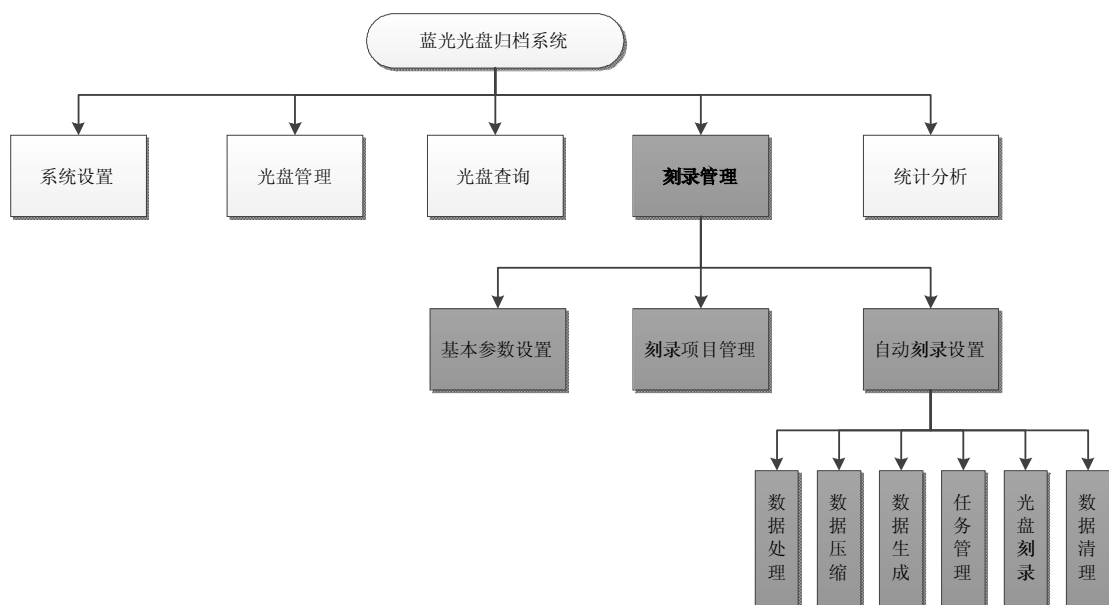 蓝光光盘归档系统
系统设置
光盘管理
光盘查询
刻录管理
统计分析
基本参数设置
刻录项目管理
自动刻录设置
数据处理
数据压缩
数据生成
任务管理
光盘刻录
数据清理